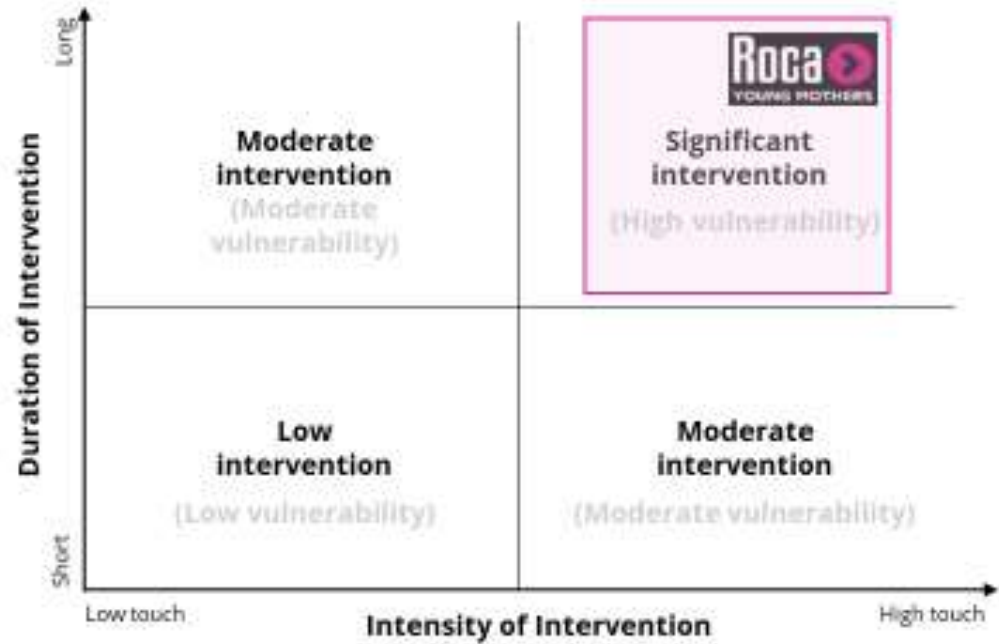 Long
Roca
YOUNG MOTHERS
Moderate
intervention
(Moderate
vulnerability)
Significant
intervention
(High vulnerability)
Duration of Intervention
Low
intervention
(Low vulnerability)
Moderate
intervention
(Moderate vulnerability)
Short
Low touch
Intensity of Intervention
High touch